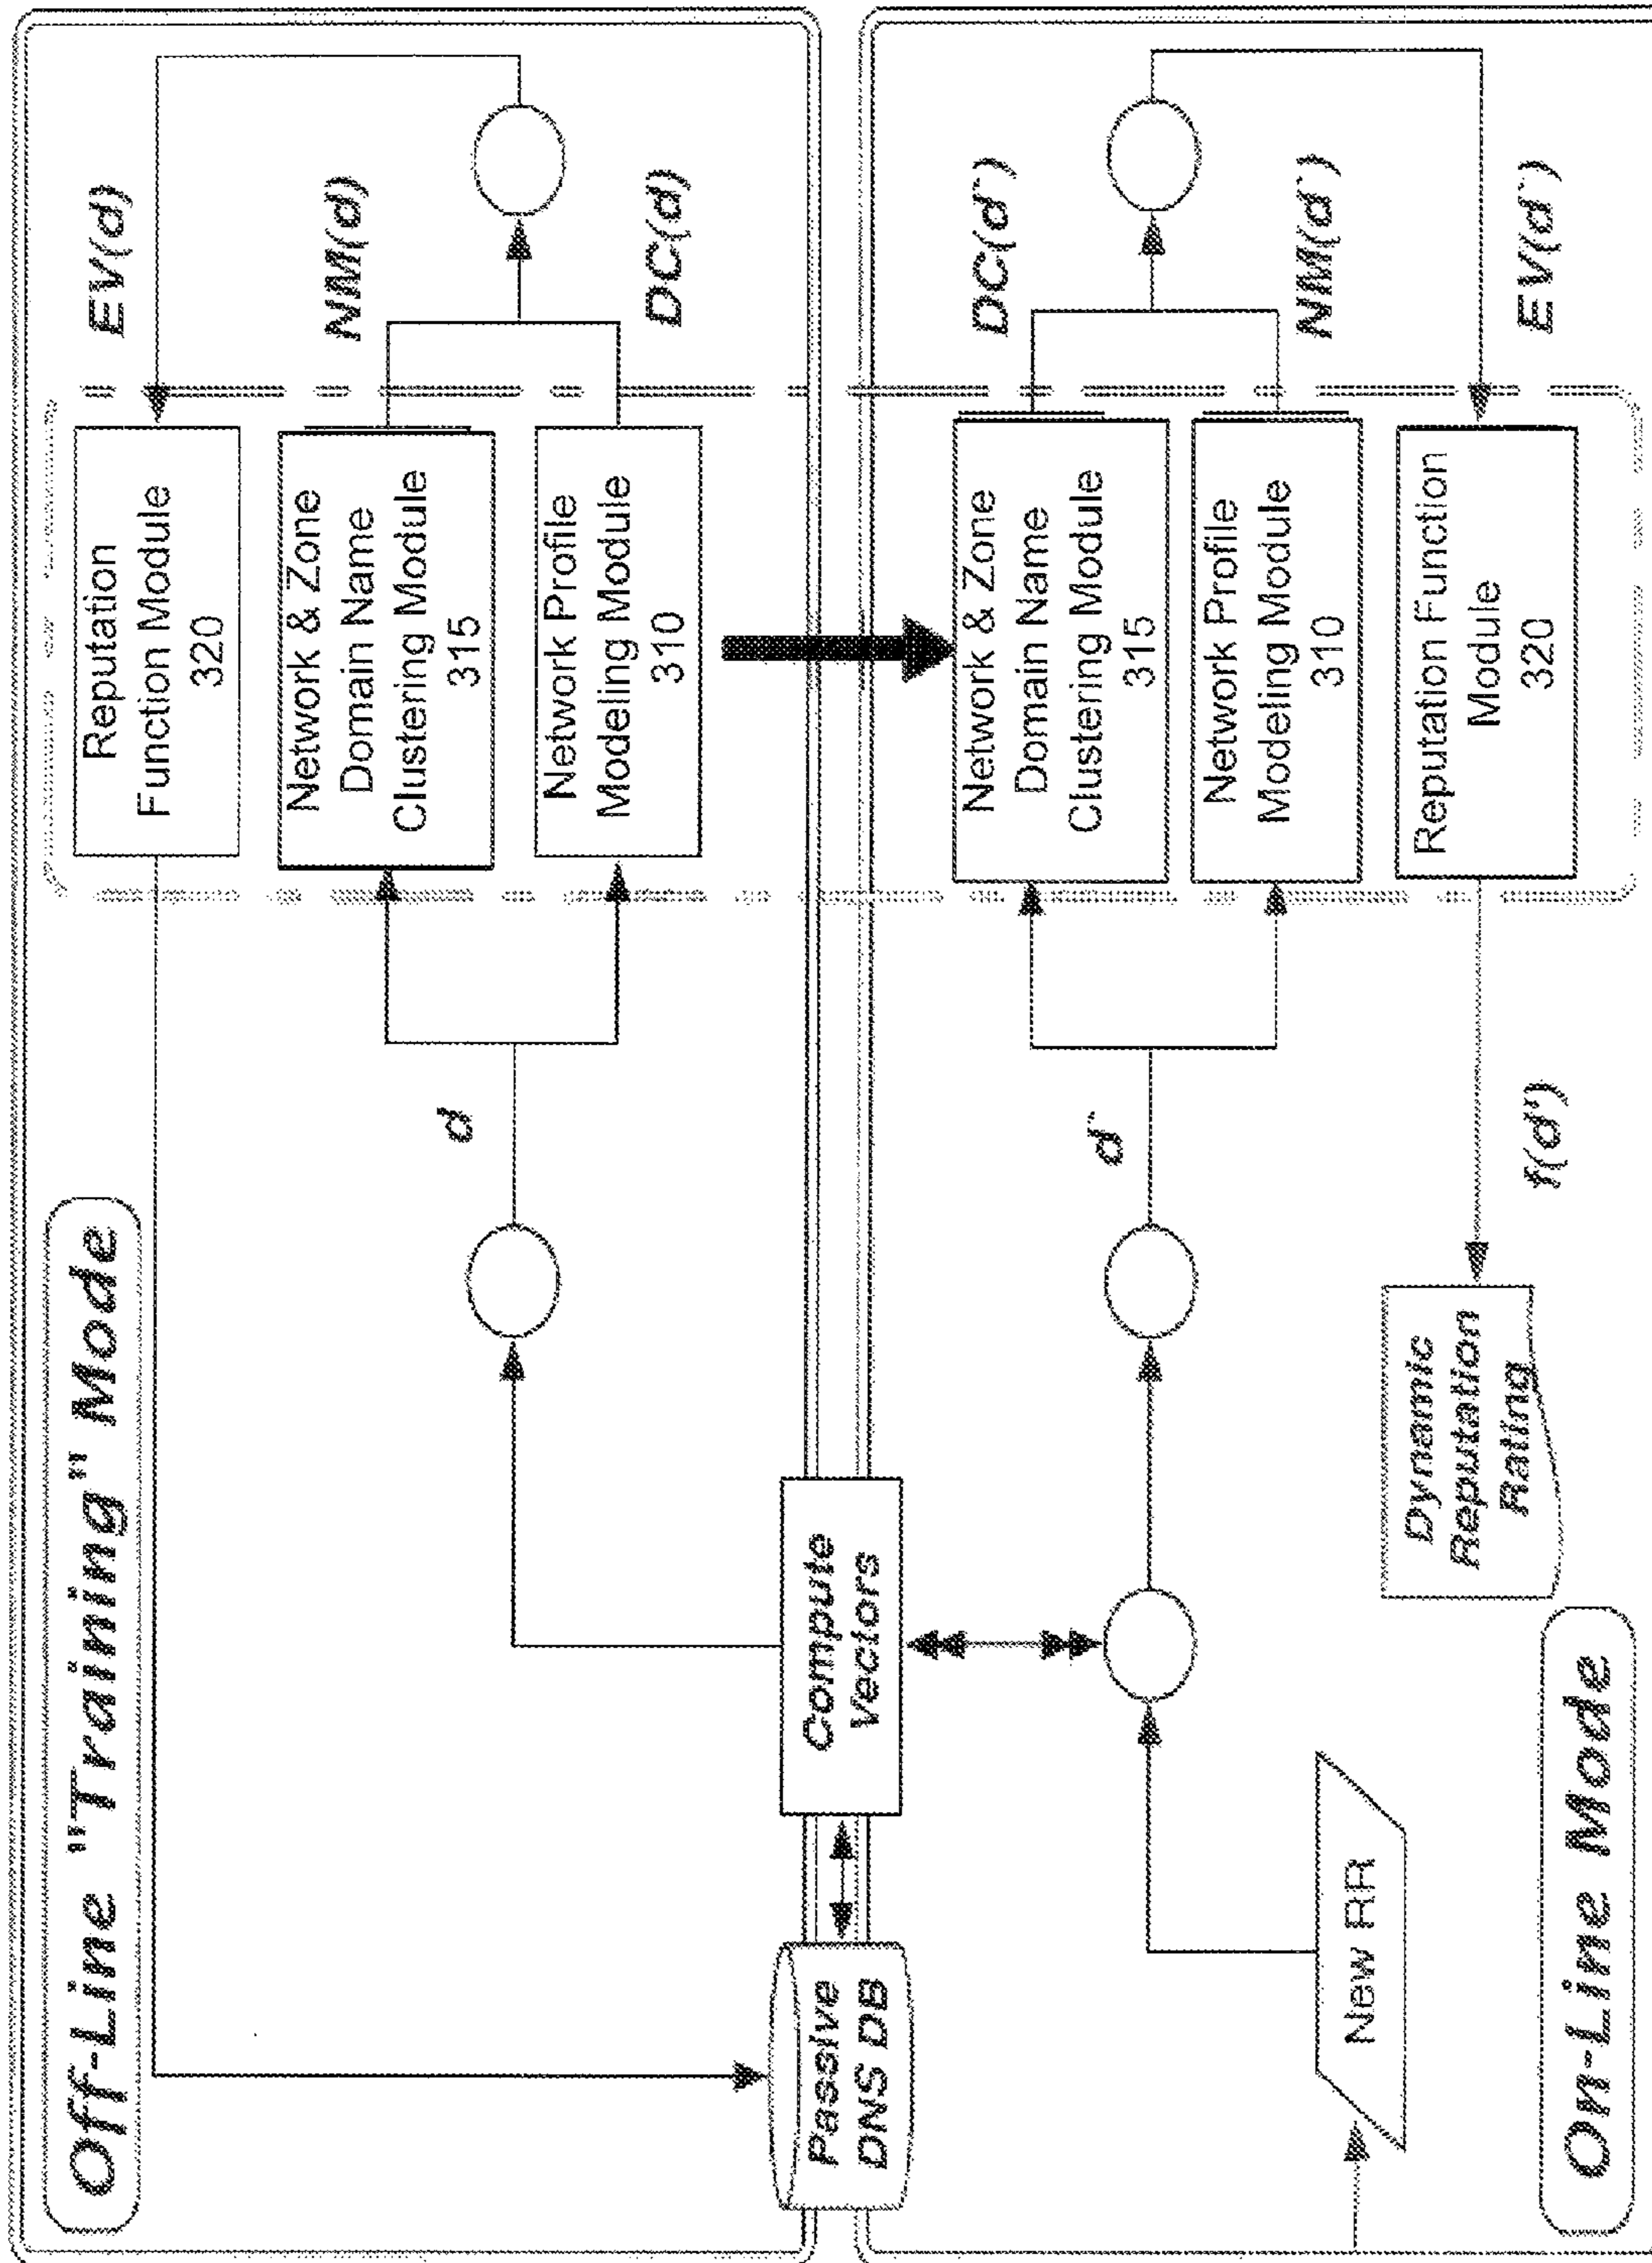 Off-Line "Training" Mode
Reputation
Function Module
320
EV(d)
Network & Zone
Domain Name
Clustering Module
315
NM(d)
Network Profile
Modeling Module
310
DC(d)
d
Passive
DNS DB
Compute
Vectors
Network & Zone
Domain Name
Clustering Module
315
DC(d')
d'
Network Profile
Modeling Module
310
NM(d')
New RR
Reputation Function
Module
320
EV(d')
f(d')
Dynamic
Reputation
Rating
On-Line Mode